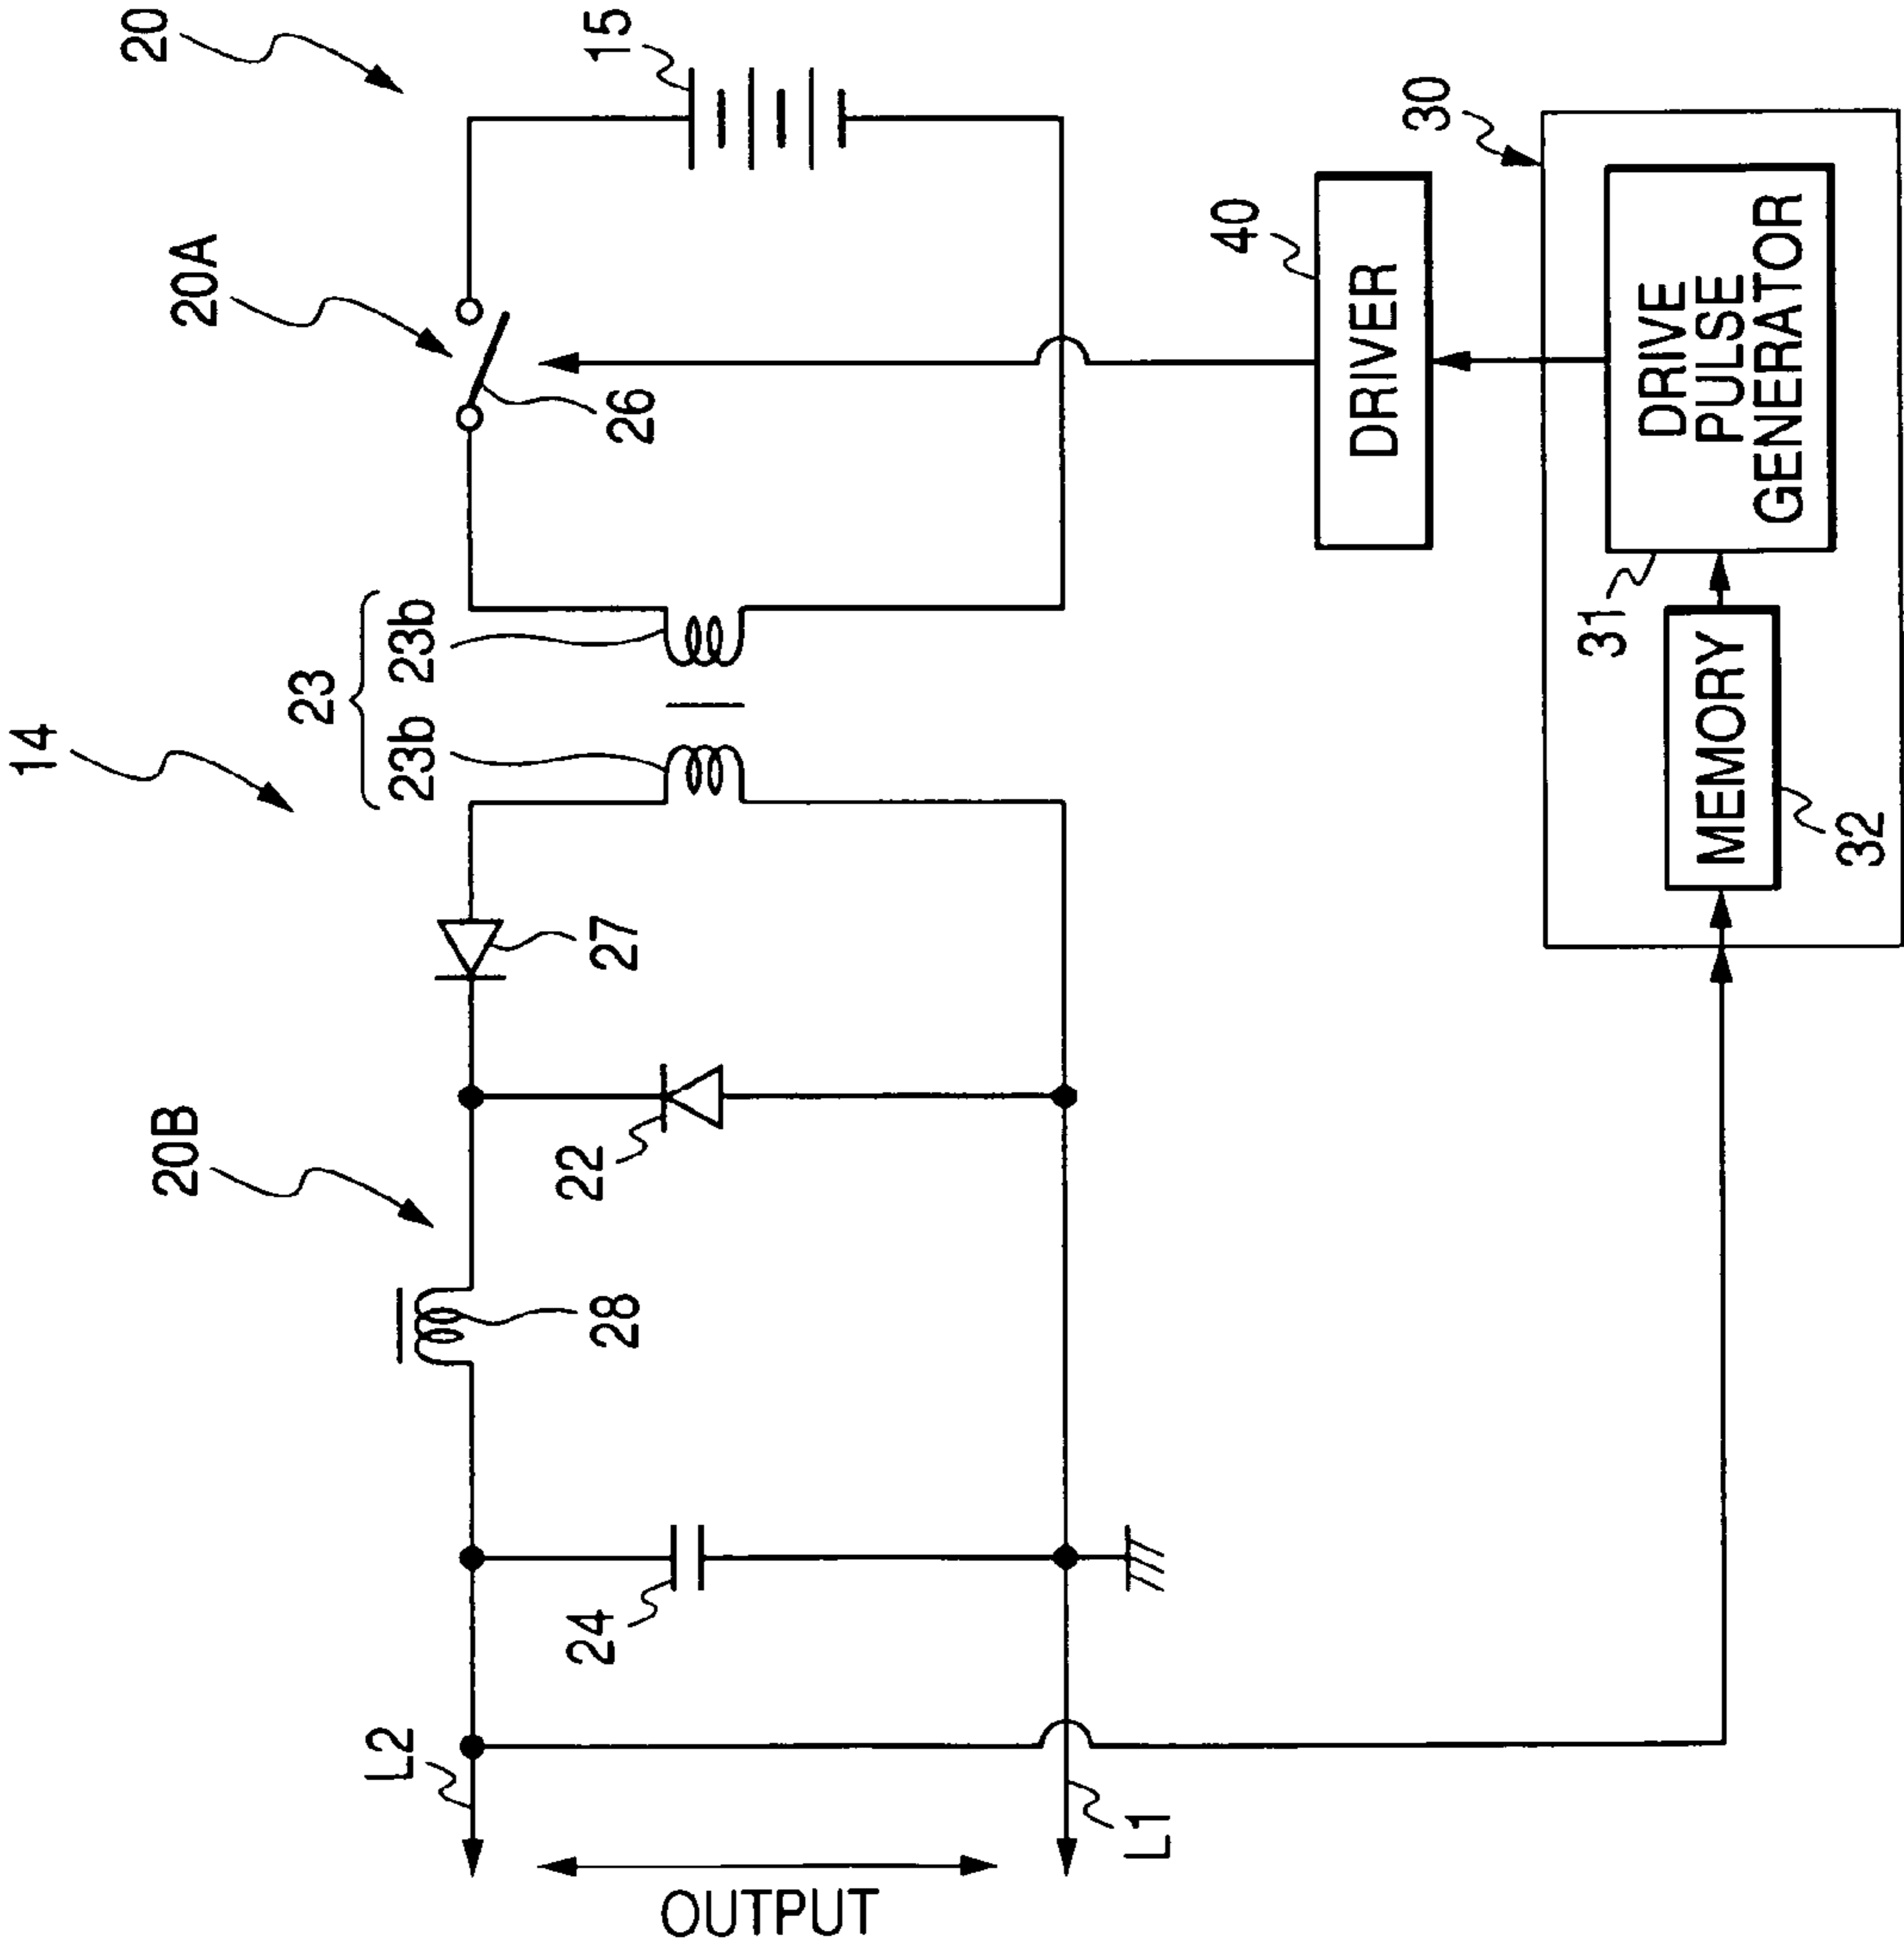 14
20
20B
20A
23
23b
23b
L2
28
27
26
15
24
22
OUTPUT
L1
40
DRIVER
30
31
32
MEMORY
DRIVE
PULSE
GENERATOR